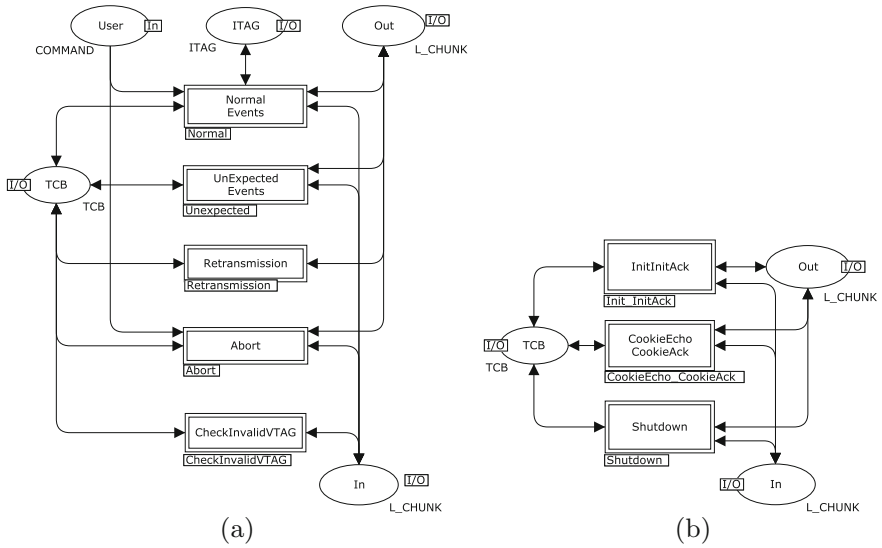 User
In
COMMAND
ITAG
I/O
ITAG
Out
I/O
L_CHUNK
Normal
Events
Normal
I/O
TCB
TCB
UnExpected
Events
Unexpected
Retransmission
Retransmission
Abort
Abort
CheckInvalidVTAG
CheckInvalidVTAG
In
I/O
L_CHUNK
(a)
InitInitAck
Init_InitAck
Out
I/O
L_CHUNK
I/O
TCB
TCB
CookieEcho
CookieAck
CookieEcho_CookieAck
Shutdown
Shutdown
I/O
In
L_CHUNK
(b)